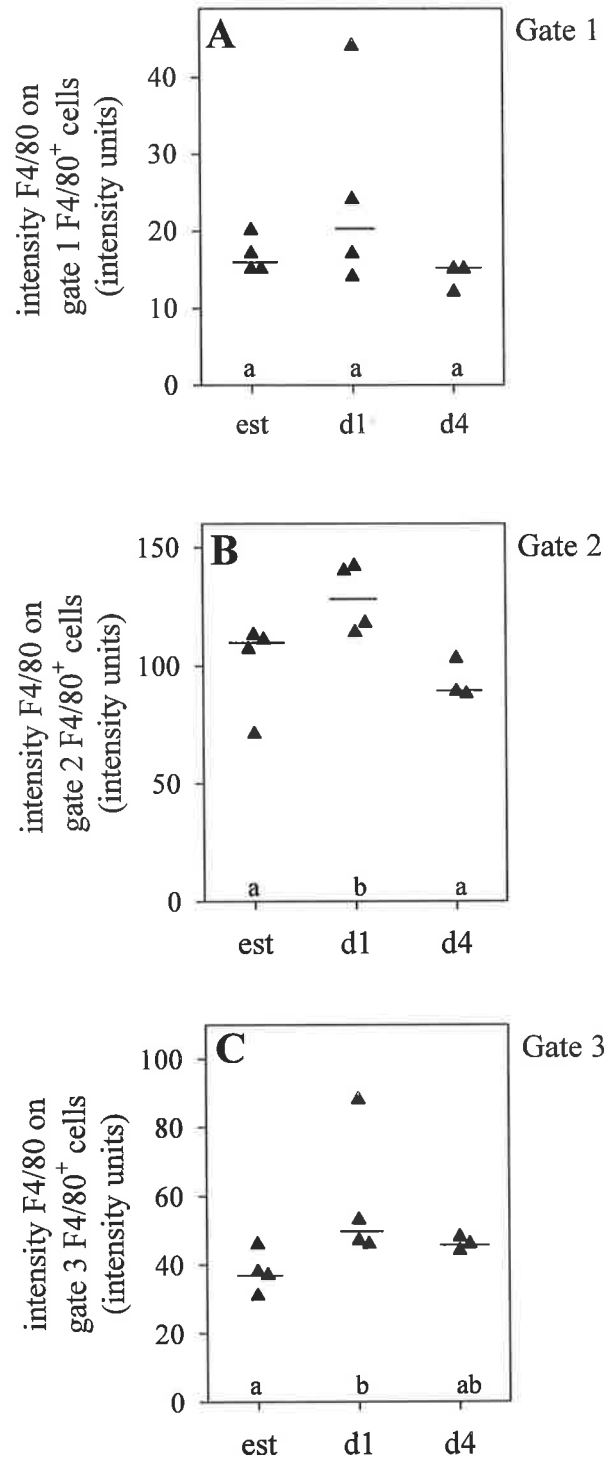 A
Gate 1
intensity F4/80 on
gate 1 F4/80+ cells
(intensity units)
40
30
20
10
0
a a a
est d1 d4
B
Gate 2
intensity F4/80 on
gate 2 F4/80+ cells
(intensity units)
150
100
50
0
a b a
est d1 d4
C
Gate 3
intensity F4/80 on
gate 3 F4/80+ cells
(intensity units)
100
80
60
40
20
0
a b ab
est d1 d4